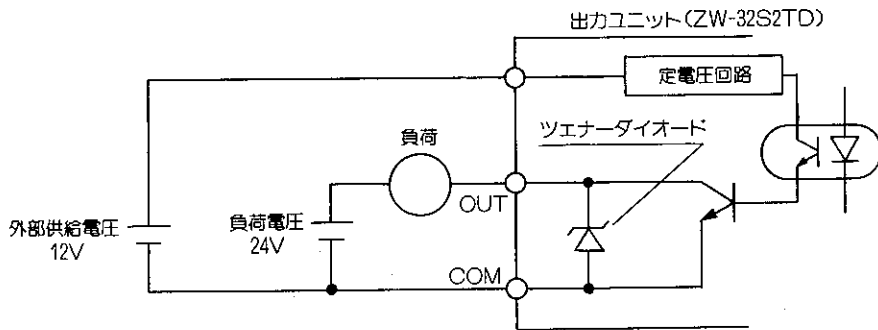 出力ユニット(ZW-32S2TD)
定電圧回路
ツェナーダイオード
負荷
OUT
外部供給電圧
12V
負荷電圧
24V
COM